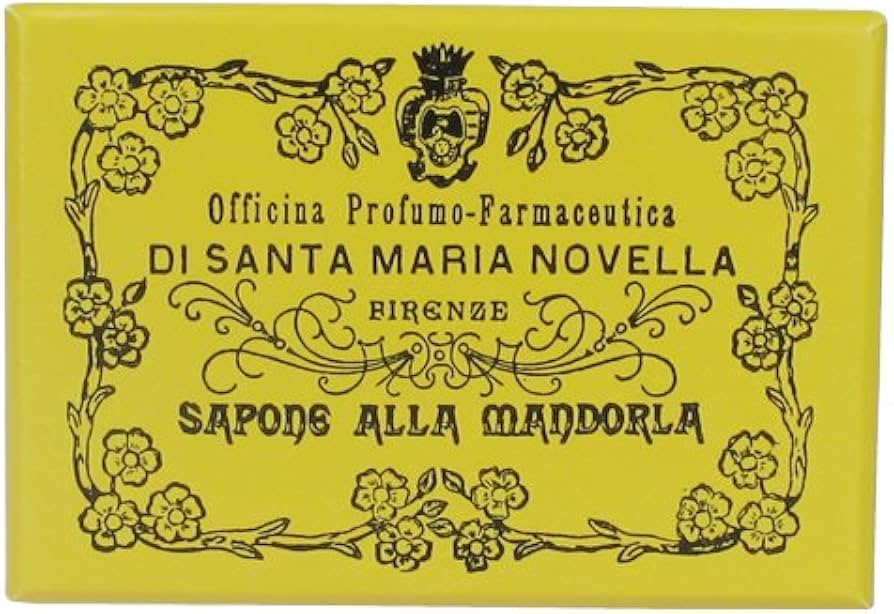 Officina Profumo-Farmaceutica
DI SANTA MARIA NOVELLA
FIRENZE
SAPONE ALLA MANDORLA